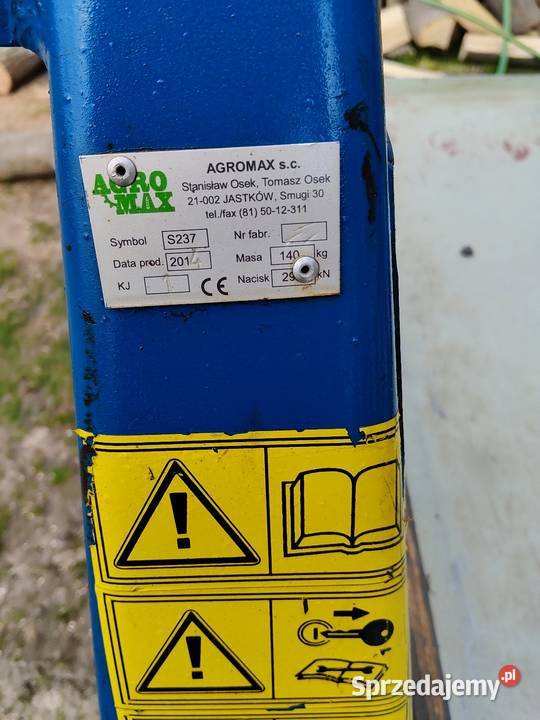 AGRO
MAX
AGROMAX s.c.
Stanisław Osek, Tomasz Osek
21-002 JASTKÓW, Smugi 30
tel./fax (81) 50-12-311
Symbol S237 Nr fabr.
Data prod. 201 Masa 140 kg
KJ CE Nacisk kN
Sprzedajemy.pl